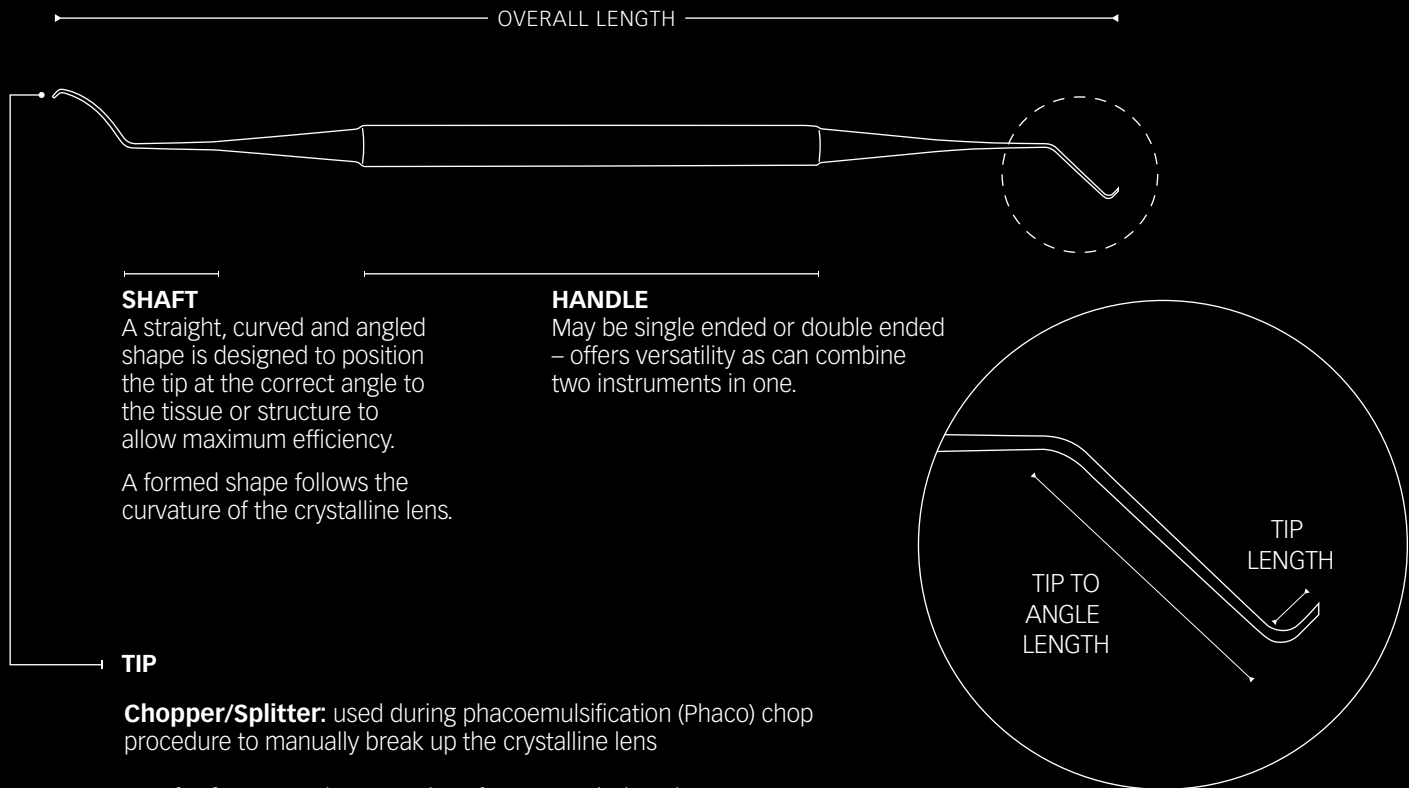 OVERALL LENGTH
SHAFT
A straight, curved and angled
shape is designed to position
the tip at the correct angle to
the tissue or structure to
allow maximum efficiency.
A formed shape follows the
curvature of the crystalline lens.
HANDLE
May be single ended or double ended
– offers versatility as can combine
two instruments in one.
TIP TO
ANGLE
LENGTH
TIP
LENGTH
TIP
Chopper/Splitter: used during phacoemulsification (Phaco) chop
procedure to manually break up the crystalline lens